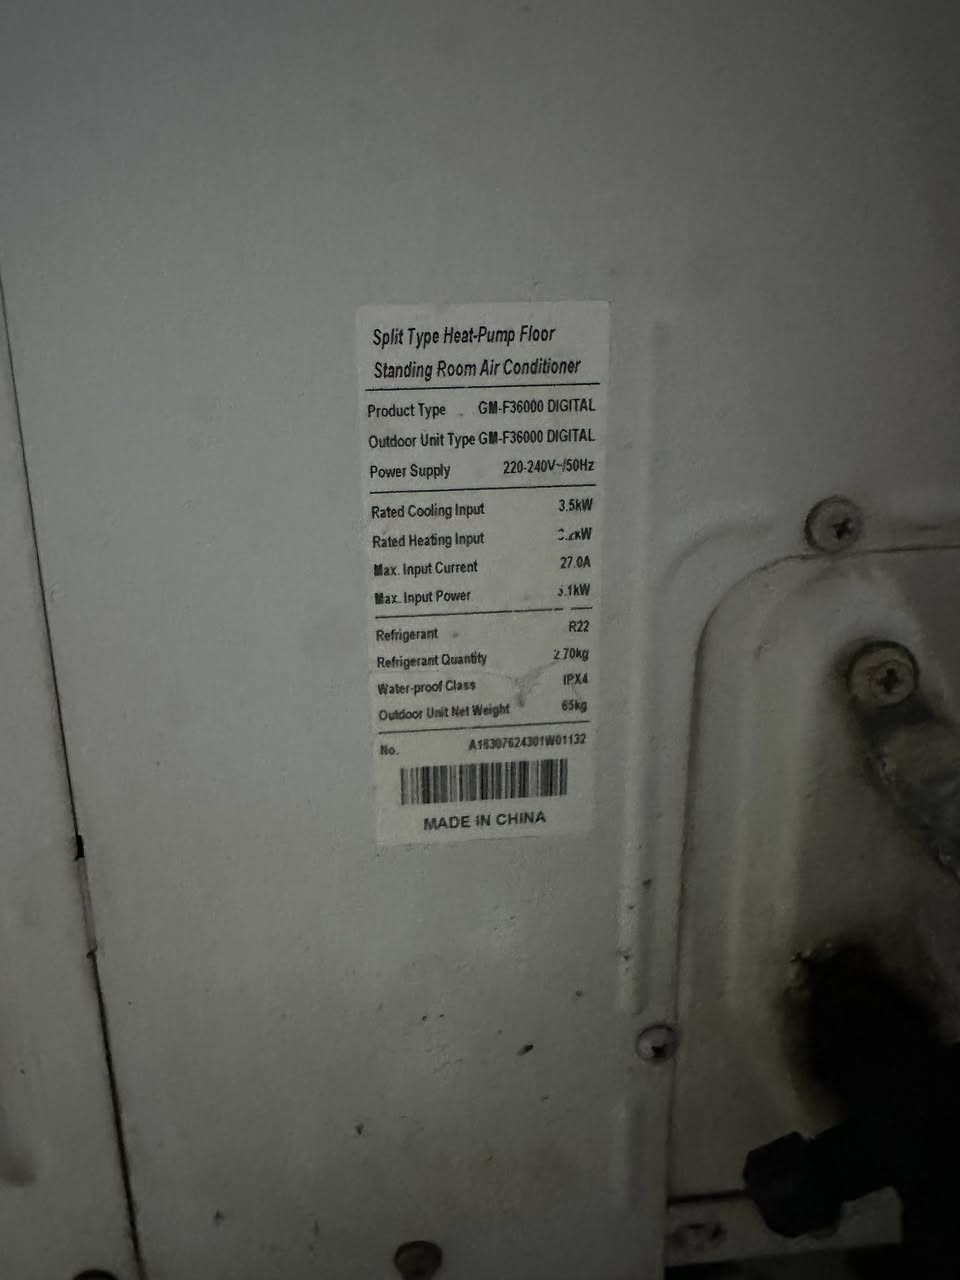 Split Type Heat-Pump Floor
Standing Room Air Conditioner
Product Type GM-F36000 DIGITAL
Outdoor Unit Type GM-F36000 DIGITAL
Power Supply 220-240V~/50Hz
Rated Cooling Input 3.5kW
Rated Heating Input
Max. Input Current 27.0A
Max. Input Power
Refrigerant R22
Refrigerant Quantity 2.70kg
Water-proof Class IPX4
Outdoor Unit Net Weight 65kg
No. A16307624301W01132
MADE IN CHINA